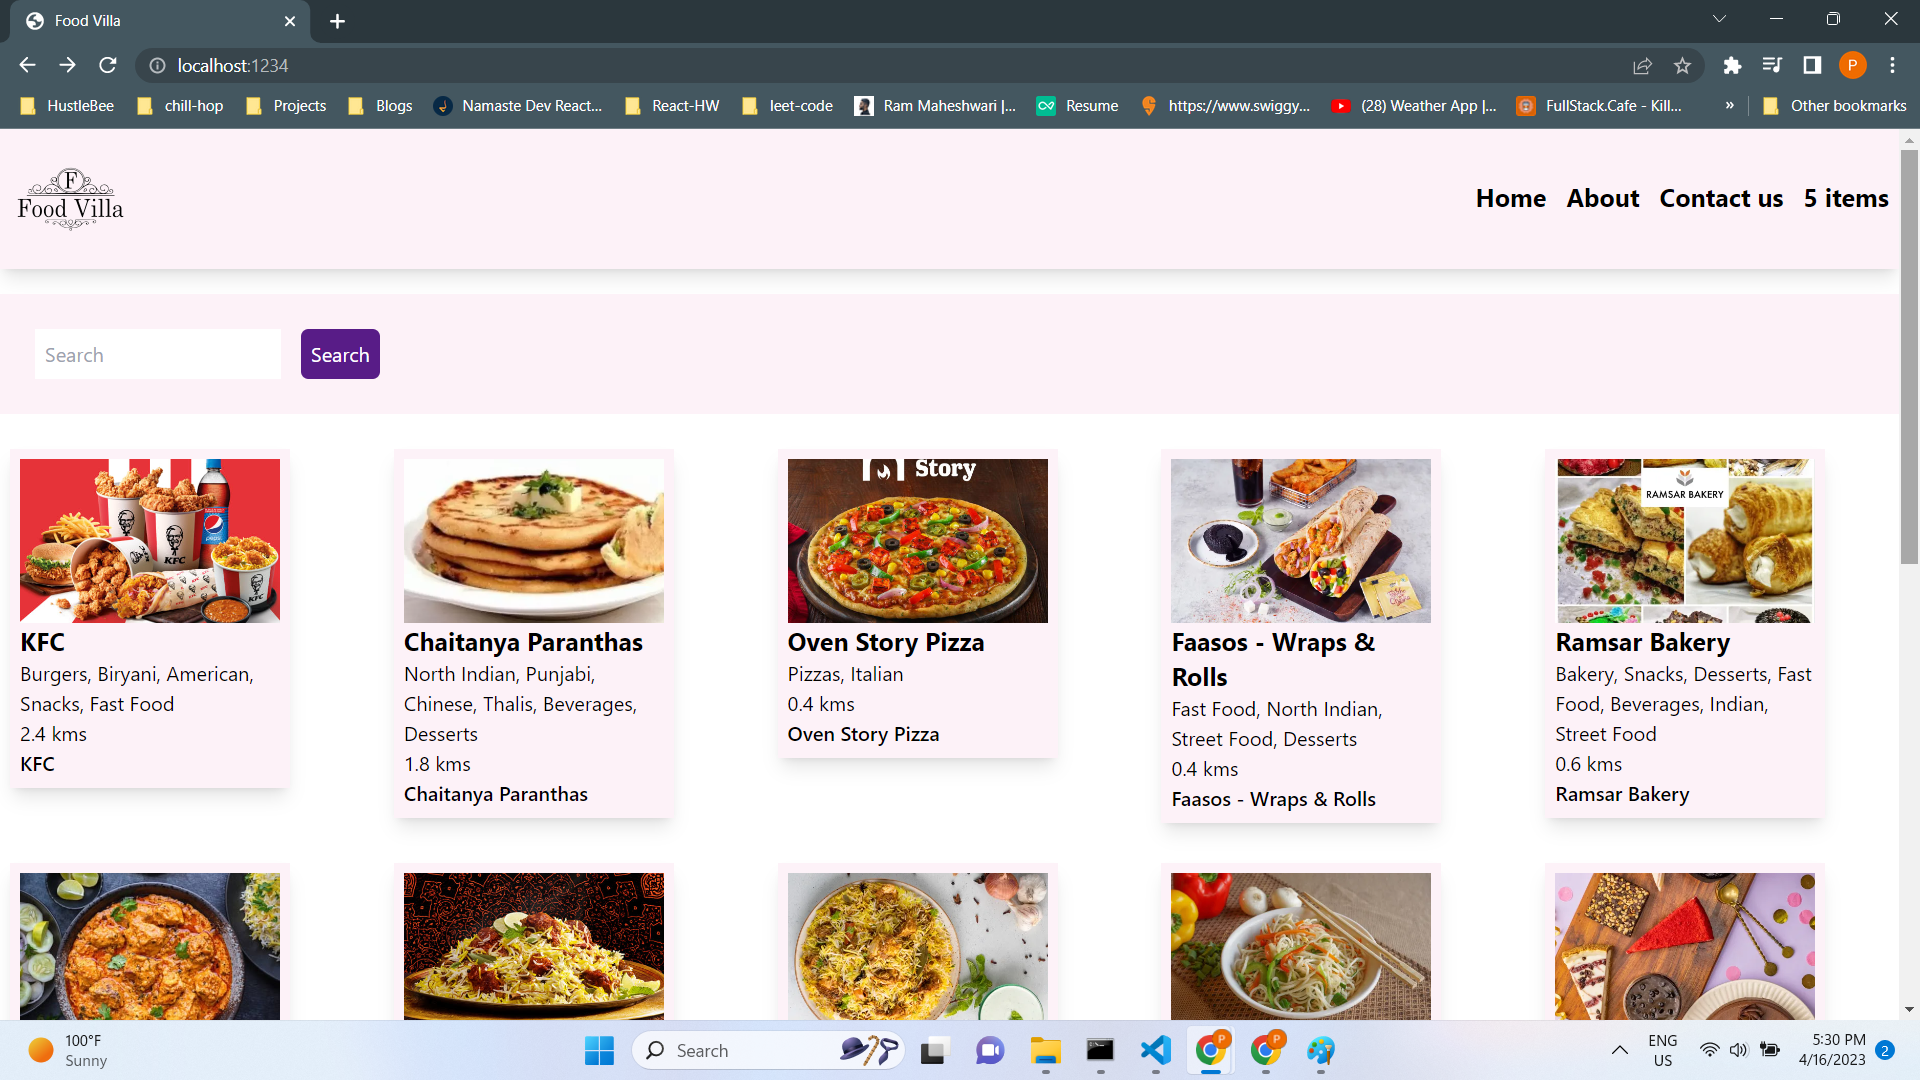 Food Villa
localhost:1234
HustleBee
chill-hop
Projects
Blogs
Namaste Dev React...
React-HW
leet-code
Ram Maheshwari |...
Resume
https://www.swiggy...
(28) Weather App |...
FullStack.Cafe - Kill...
»
Other bookmarks
P
F
Food Villa
Home
About
Contact us
5 items
Search
Search
KFC
pepsi
KFC
KFC
Burgers, Biryani, American,
Snacks, Fast Food
2.4 kms
KFC
Chaitanya Paranthas
North Indian, Punjabi,
Chinese, Thalis, Beverages,
Desserts
1.8 kms
Chaitanya Paranthas
Story
Oven Story Pizza
Pizzas, Italian
0.4 kms
Oven Story Pizza
Faasos - Wraps &
Rolls
Fast Food, North Indian,
Street Food, Desserts
0.4 kms
Faasos - Wraps & Rolls
RAMSAR BAKERY
Ramsar Bakery
Bakery, Snacks, Desserts, Fast
Food, Beverages, Indian,
Street Food
0.6 kms
Ramsar Bakery
100°F
Sunny
Search
P
P
ENG
US
5:30 PM
4/16/2023
2